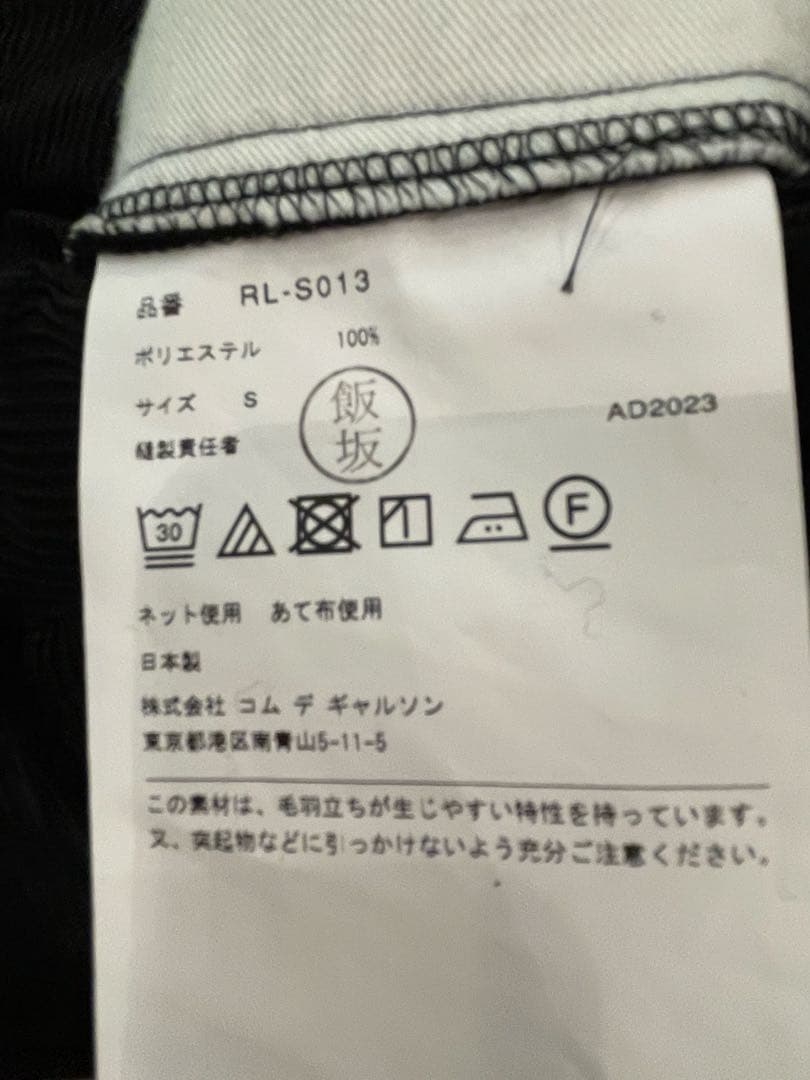 品番 RL-S013
ポリエステル 100%
サイズ S
飯坂
AD2023
縫製責任者
30
F
ネット使用 あて布使用
日本製
株式会社 コム デ ギャルソン
東京都港区南青山5-11-5
この素材は、毛羽立ちが生じやすい特性を持っています。
又、突起物などに引っかけないよう充分ご注意ください。